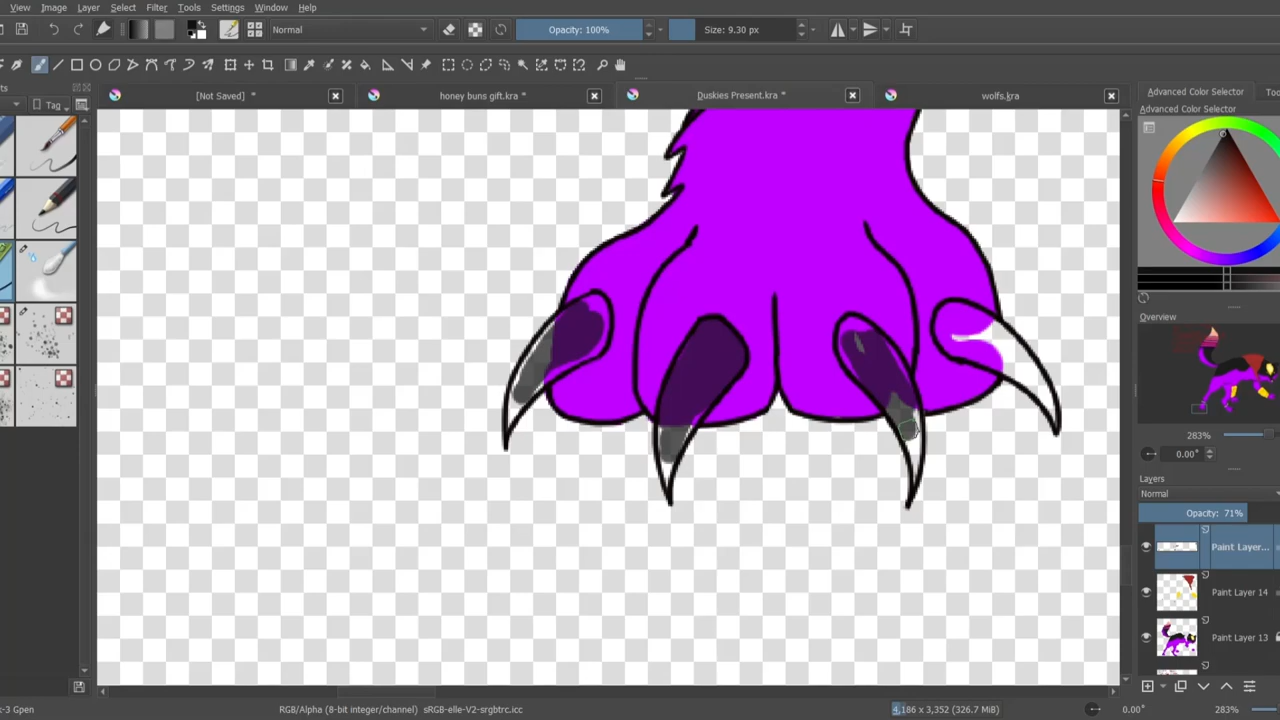 View Image Layer Select Filter Tools Settings Window Help
Normal Opacity: 100% Size: 9.30 px
[Not Saved] * honey buns gift.kra * Duskies Present.kra * wolfs.kra
Advanced Color Selector
Tag
Advanced Color Selector
Overview
283%
0.00°
Layers
Normal
Opacity: 71%
Paint Layer...
Paint Layer 14
Paint Layer 13
RGB/Alpha (8-bit integer/channel) sRGB-elle-V2-srgbtrc.icc 4,186 x 3,352 (326.7 MiB) 0.00° 283%